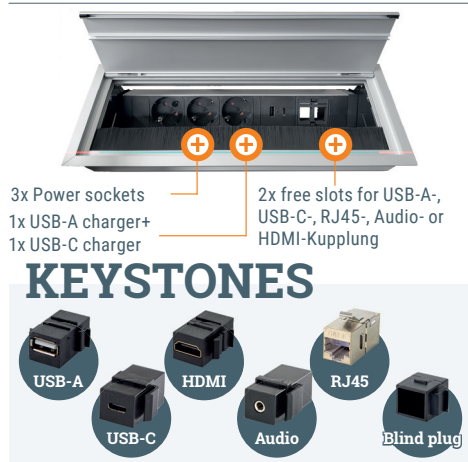 3x Power sockets
1x USB-A charger+
1x USB-C charger
2x free slots for USB-A-,
USB-C-, RJ45-, Audio- or
HDMI-Kupplung
KEYSTONES
USB-A
HDMI
RJ45
USB-C
Audio
Blind plug